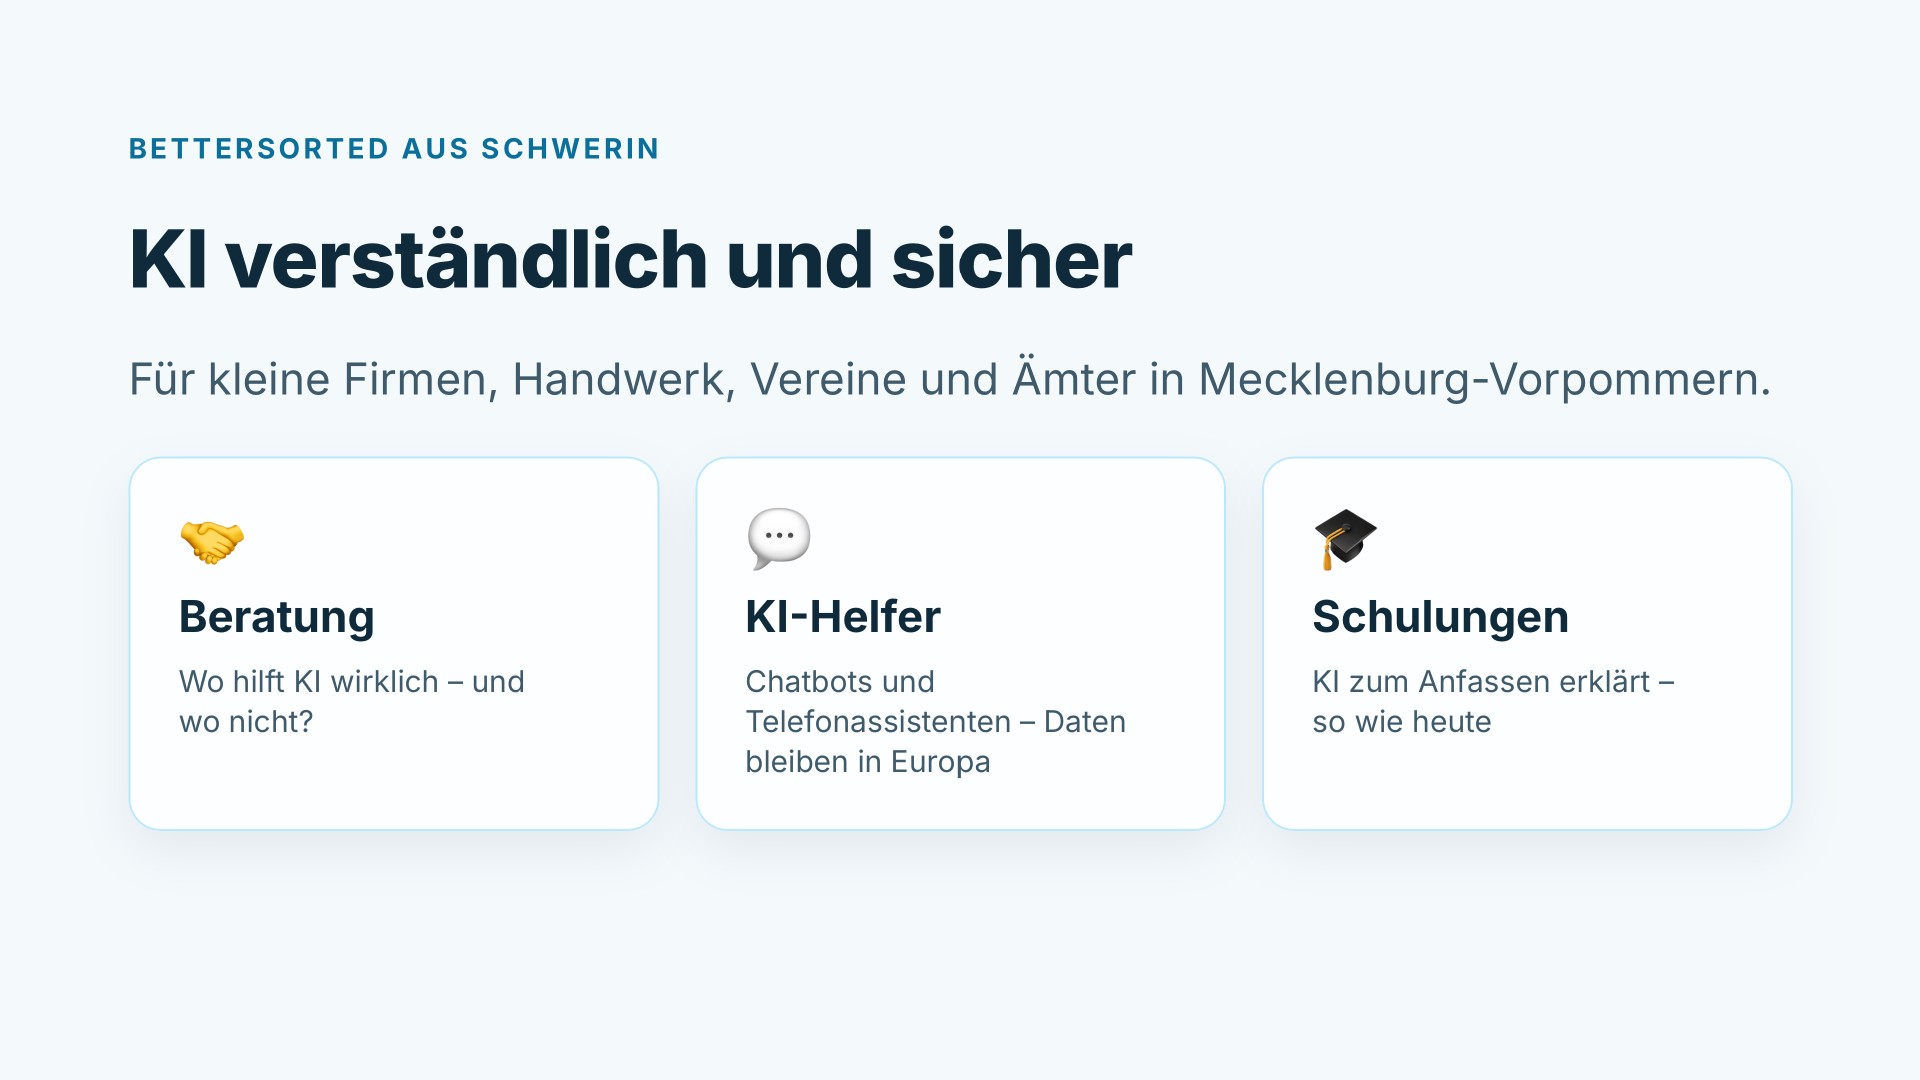 BETTERSORTED AUS SCHWERIN
KI verständlich und sicher
Für kleine Firmen, Handwerk, Vereine und Ämter in Mecklenburg-Vorpommern.
Beratung
Wo hilft KI wirklich – und
wo nicht?
KI-Helfer
Chatbots und
Telefonassistenten – Daten
bleiben in Europa
Schulungen
KI zum Anfassen erklärt –
so wie heute